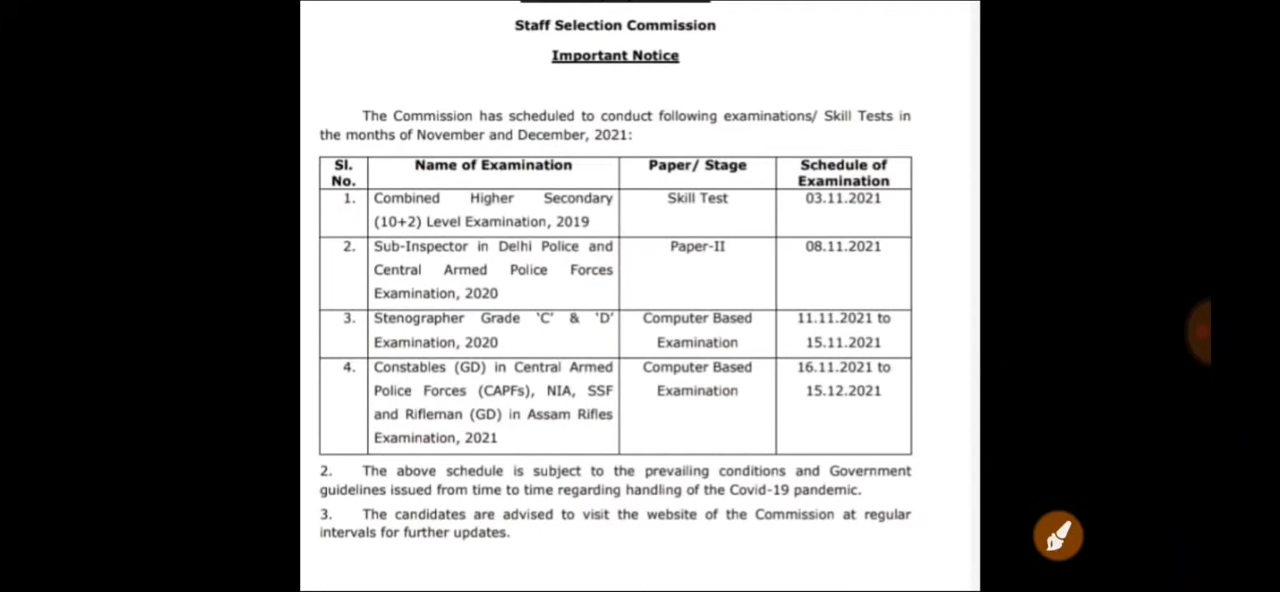 Staff Selection Commission
Important Notice
The Commission has scheduled to conduct following examinations/ Skill Tests in
the months of November and December, 2021:
Sl. No. Name of Examination Paper/ Stage Schedule of Examination
1. Combined Higher Secondary Skill Test 03.11.2021
(10+2) Level Examination, 2019
2. Sub-Inspector in Delhi Police and Paper-II 08.11.2021
Central Armed Police Forces
Examination, 2020
3. Stenographer Grade 'C' & 'D' Computer Based 11.11.2021 to
Examination, 2020 Examination 15.11.2021
4. Constables (GD) in Central Armed Computer Based 16.11.2021 to
Police Forces (CAPFs), NIA, SSF Examination 15.12.2021
and Rifleman (GD) in Assam Rifles
Examination, 2021
2. The above schedule is subject to the prevailing conditions and Government
guidelines issued from time to time regarding handling of the Covid-19 pandemic.
3. The candidates are advised to visit the website of the Commission at regular
intervals for further updates.